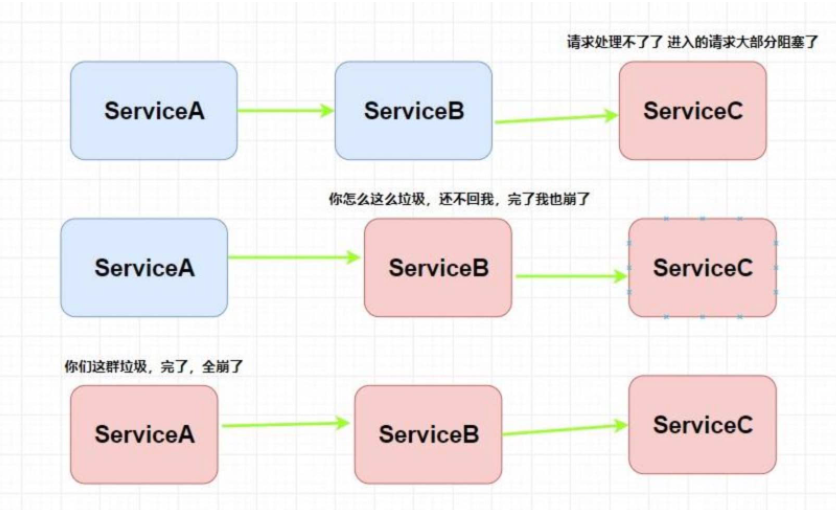 请求处理不了了 进入的请求大部分阻塞了
ServiceA
ServiceB
ServiceC
你怎么这么垃圾，还不回我，完了我也崩了
ServiceA
ServiceB
ServiceC
你们这群垃圾，完了，全崩了
ServiceA
ServiceB
ServiceC